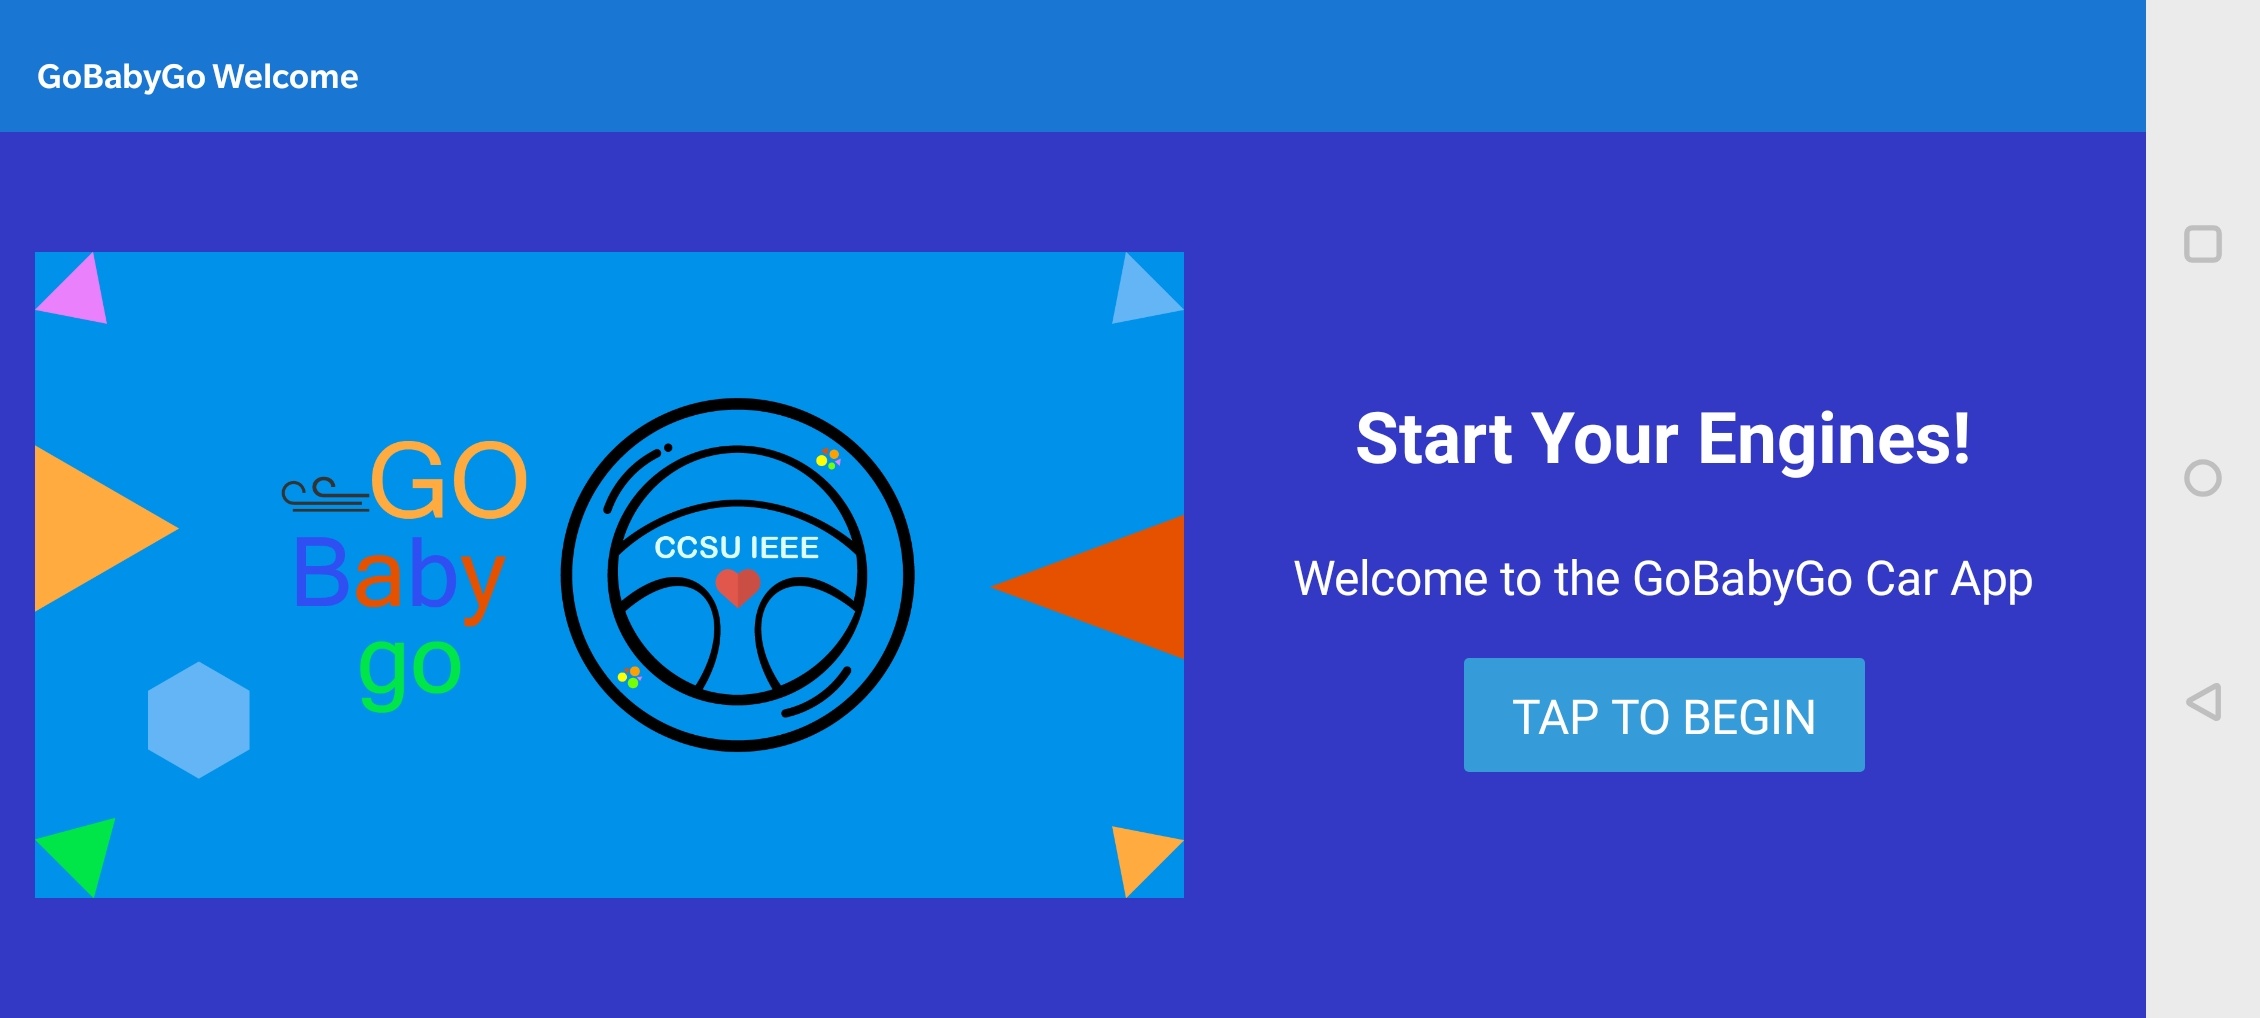 GoBabyGo Welcome
GO
Baby
go
CCSU IEEE
Start Your Engines!
Welcome to the GoBabyGo Car App
TAP TO BEGIN